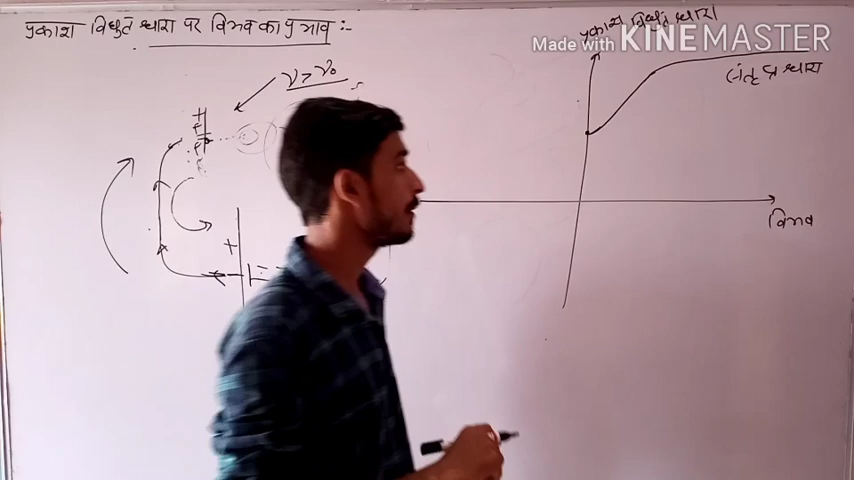 प्रकाश विधुत धारा पर विभव का प्रभाव :-
प्रकाश विधुत धारा
Made with KINEMASTER
ν > ν₀
संतृप्त धारा
विभव